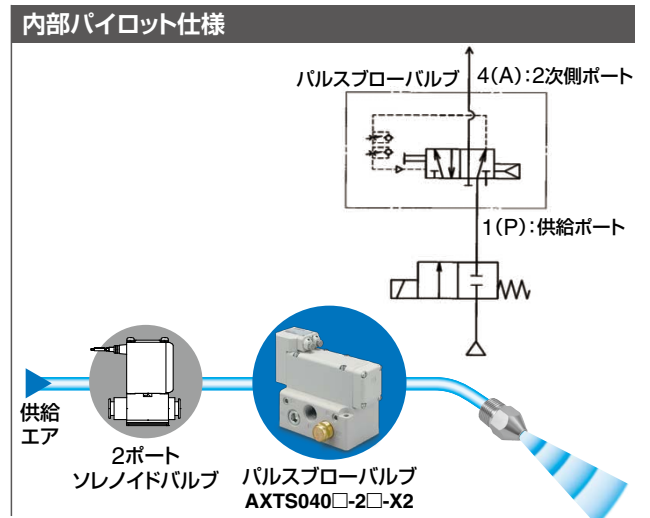 内部パイロット仕様
パルスブローバルブ
4(A):2次側ポート
1(P):供給ポート
供給
エア
2ポート
ソレノイドバルブ
パルスブローバルブ
AXTS040□-2□-X2